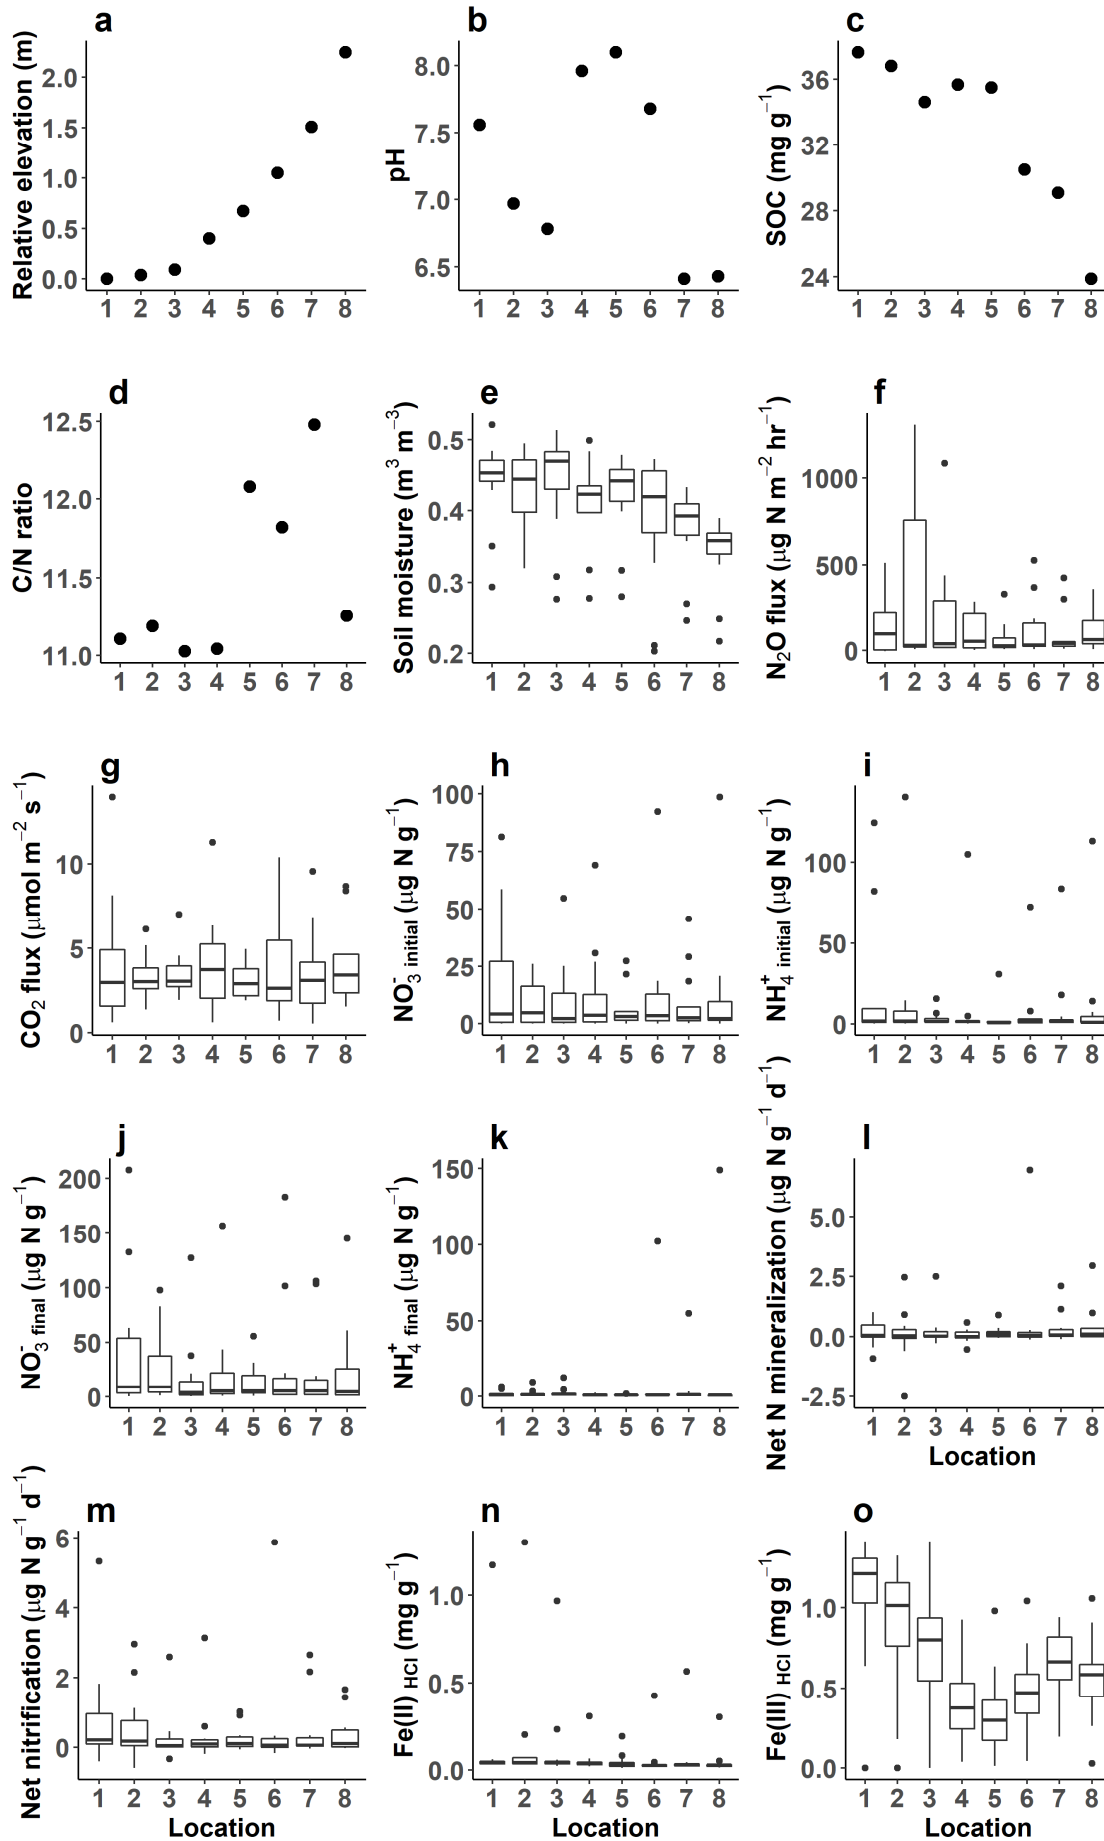 a
b
c
Relative elevation (m)
2.0
1.5
1.0
0.5
0.0
1 2 3 4 5 6 7 8
pH
8.0
7.5
7.0
6.5
1 2 3 4 5 6 7 8
SOC (mg g⁻¹)
36
32
28
24
1 2 3 4 5 6 7 8
d
e
f
C/N ratio
12.5
12.0
11.5
11.0
1 2 3 4 5 6 7 8
Soil moisture (m³ m⁻³)
0.5
0.4
0.3
0.2
1 2 3 4 5 6 7 8
N₂O flux (μg N m⁻² hr⁻¹)
1000
500
0
1 2 3 4 5 6 7 8
g
h
i
CO₂ flux (μmol m⁻² s⁻¹)
10
5
0
1 2 3 4 5 6 7 8
NO₃⁻ initial (μg N g⁻¹)
100
75
50
25
0
1 2 3 4 5 6 7 8
NH₄⁺ initial (μg N g⁻¹)
100
50
0
1 2 3 4 5 6 7 8
j
k
l
NO₃⁻ final (μg N g⁻¹)
200
150
100
50
0
1 2 3 4 5 6 7 8
NH₄⁺ final (μg N g⁻¹)
150
100
50
0
1 2 3 4 5 6 7 8
Net N mineralization (μg N g⁻¹ d⁻¹)
5.0
2.5
0.0
-2.5
1 2 3 4 5 6 7 8
Location
m
n
o
Net nitrification (μg N g⁻¹ d⁻¹)
6
4
2
0
1 2 3 4 5 6 7 8
Location
Fe(II) HCl (mg g⁻¹)
1.0
0.5
0.0
1 2 3 4 5 6 7 8
Location
Fe(III) HCl (mg g⁻¹)
1.0
0.5
0.0
1 2 3 4 5 6 7 8
Location